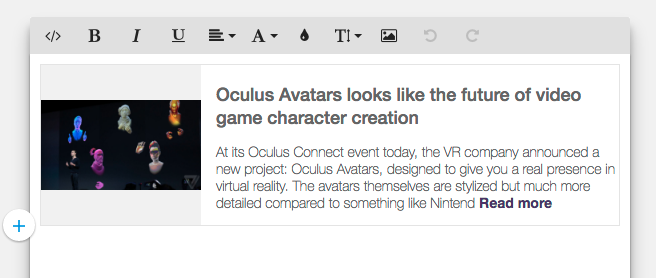 </> B I U A T
Oculus Avatars looks like the future of video
game character creation
At its Oculus Connect event today, the VR company announced a
new project: Oculus Avatars, designed to give you a real presence in
virtual reality. The avatars themselves are stylized but much more
detailed compared to something like Nintend Read more